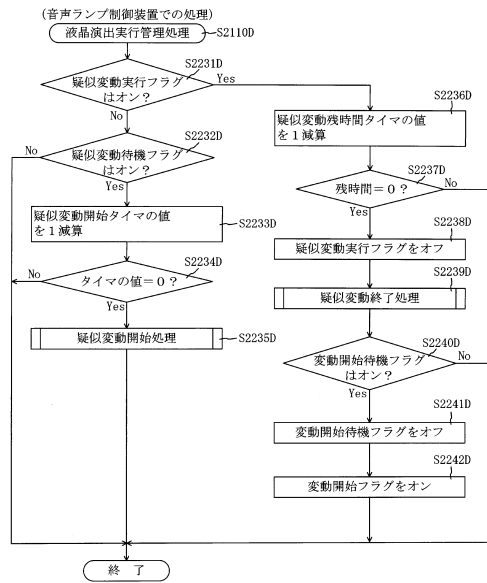 (音声ランプ制御装置での処理)
液晶演出実行管理処理
S2110D
S2231D
疑似変動実行フラグ
はオン？
Yes
No
S2232D
疑似変動待機フラグ
はオン？
No
Yes
疑似変動開始タイマの値
を１減算
S2233D
S2234D
タイマの値＝０？
No
Yes
疑似変動開始処理
S2235D
S2236D
疑似変動残時間タイマの値
を１減算
S2237D
残時間＝０？
No
Yes
S2238D
疑似変動実行フラグをオフ
S2239D
疑似変動終了処理
S2240D
変動開始待機フラグ
はオン？
No
Yes
S2241D
変動開始待機フラグをオフ
S2242D
変動開始フラグをオン
終　了